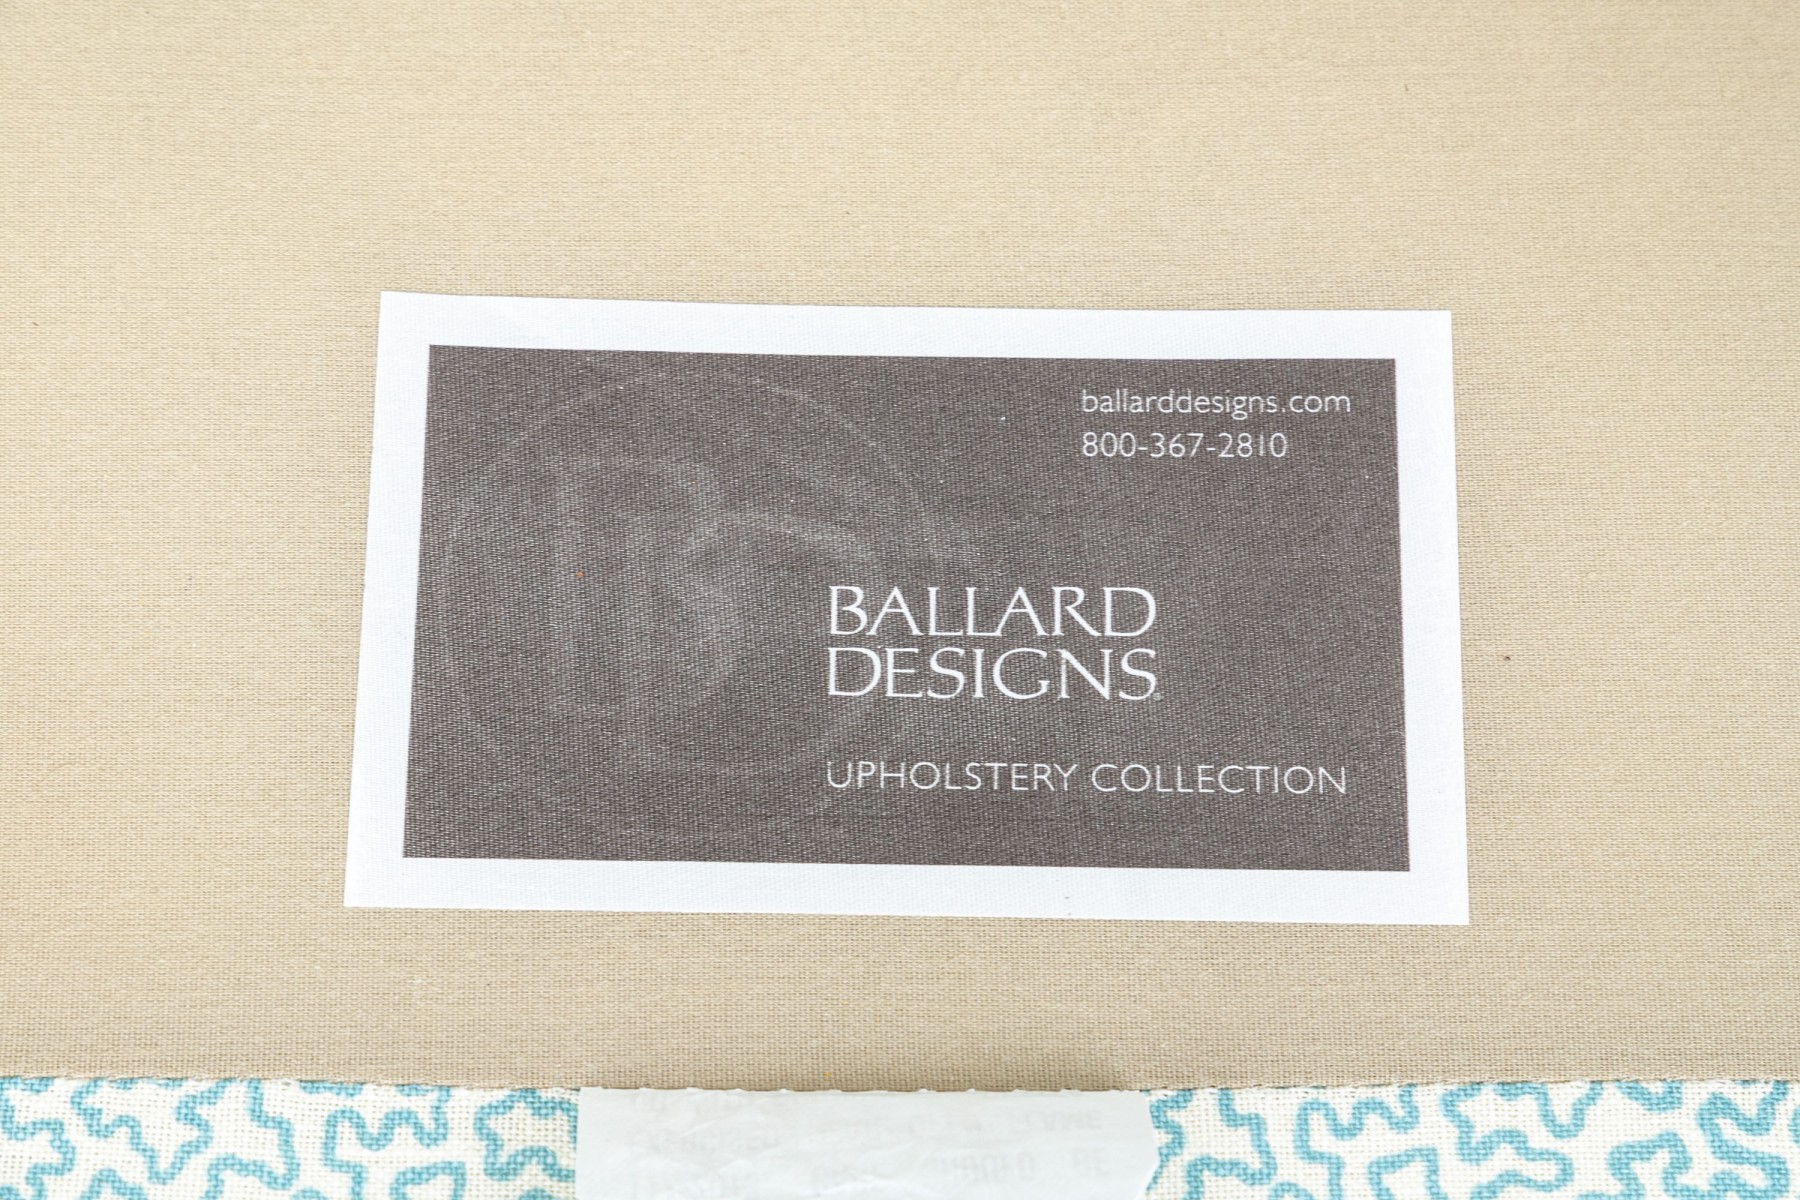 ballarddesigns.com
800-367-2810
BALLARD
DESIGNS
UPHOLSTERY COLLECTION